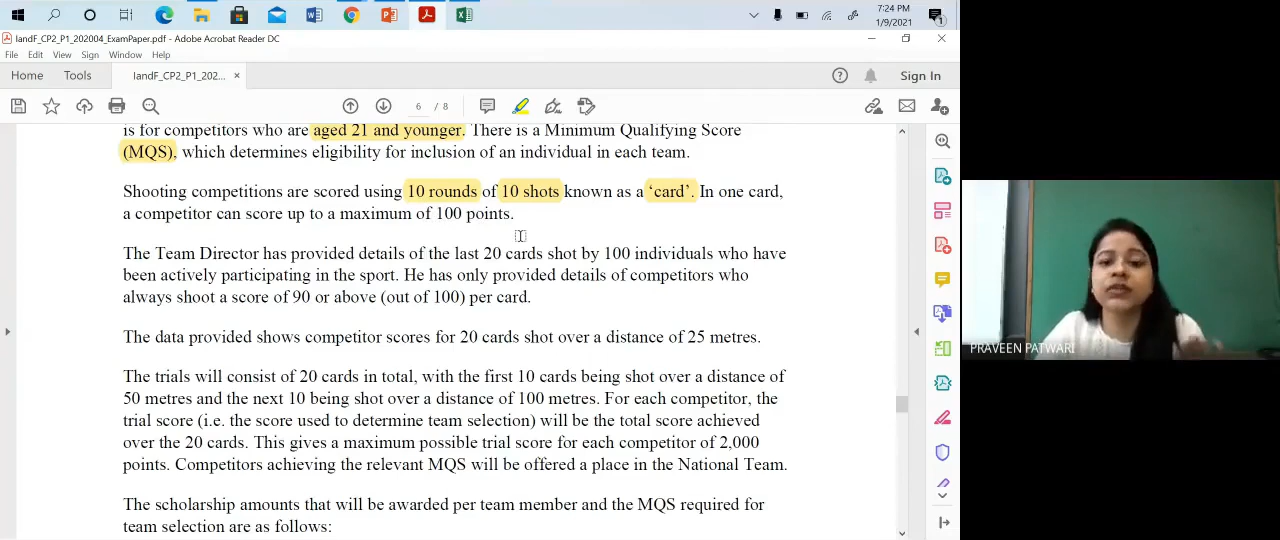 7:24 PM
1/9/2021
1
IandF_CP2_P1_202004_ExamPaper.pdf - Adobe Acrobat Reader DC
File Edit View Sign Window Help
Home Tools IandF_CP2_P1_202... × Sign In
6 / 8
is for competitors who are aged 21 and younger. There is a Minimum Qualifying Score
(MQS), which determines eligibility for inclusion of an individual in each team.
Shooting competitions are scored using 10 rounds of 10 shots known as a ‘card’. In one card,
a competitor can score up to a maximum of 100 points.
The Team Director has provided details of the last 20 cards shot by 100 individuals who have
been actively participating in the sport. He has only provided details of competitors who
always shoot a score of 90 or above (out of 100) per card.
The data provided shows competitor scores for 20 cards shot over a distance of 25 metres.
The trials will consist of 20 cards in total, with the first 10 cards being shot over a distance of
50 metres and the next 10 being shot over a distance of 100 metres. For each competitor, the
trial score (i.e. the score used to determine team selection) will be the total score achieved
over the 20 cards. This gives a maximum possible trial score for each competitor of 2,000
points. Competitors achieving the relevant MQS will be offered a place in the National Team.
The scholarship amounts that will be awarded per team member and the MQS required for
team selection are as follows:
PRAVEEN PATWARI